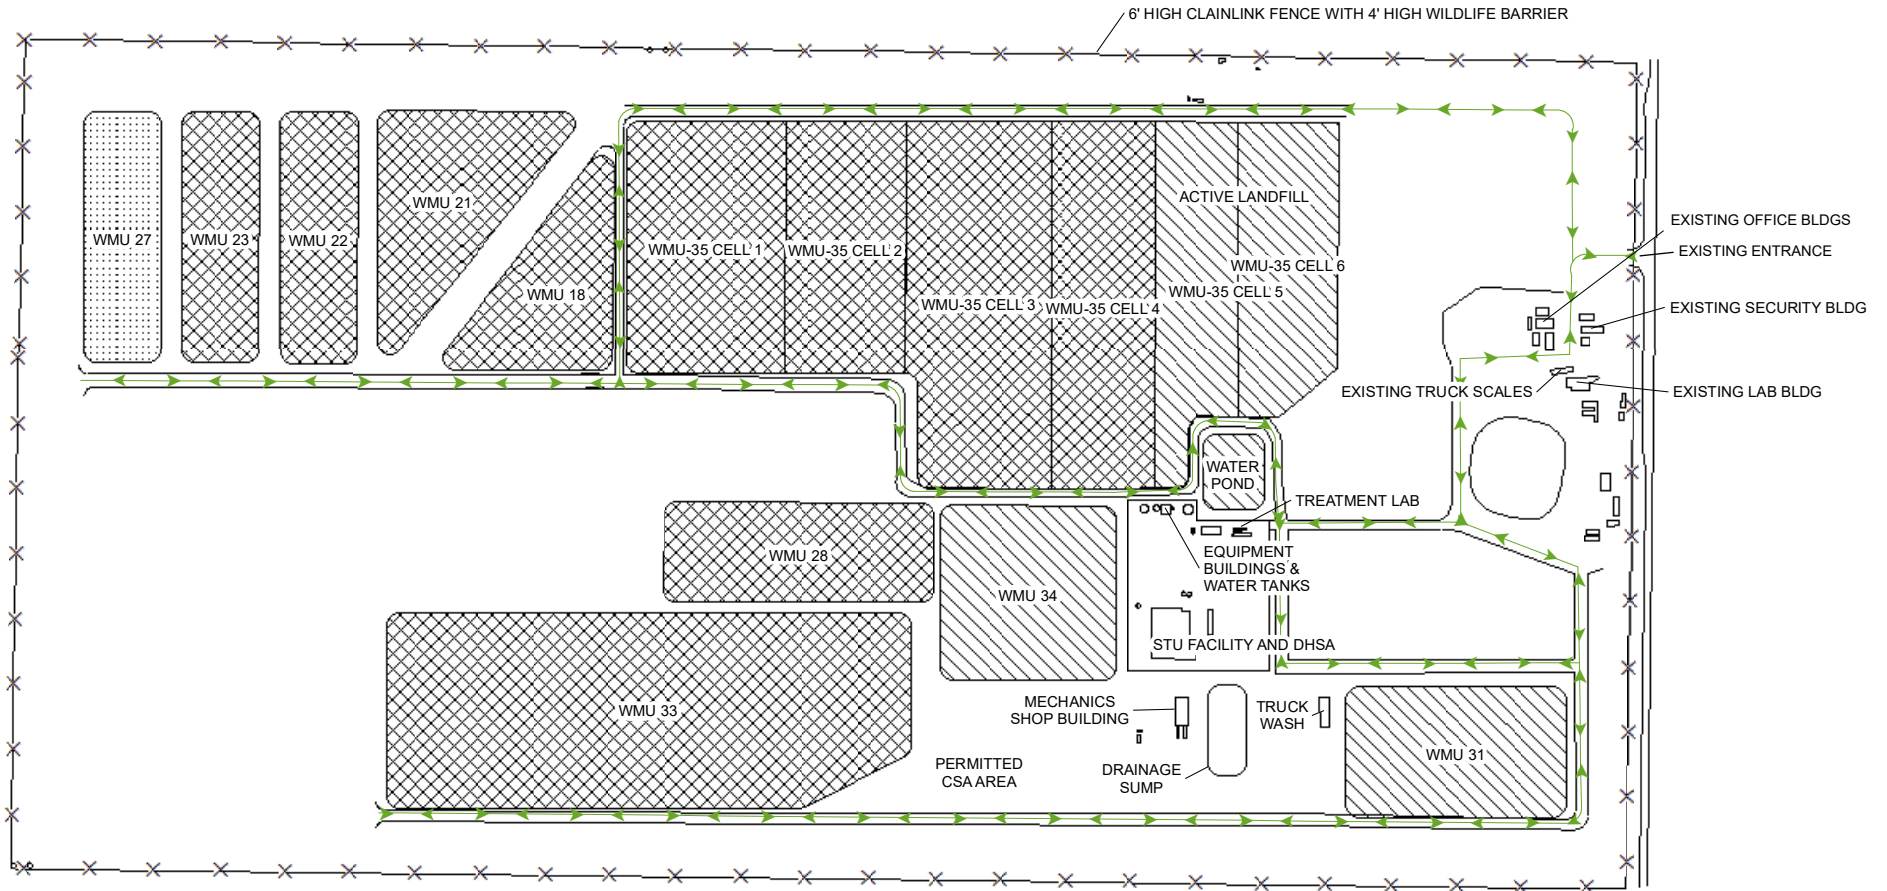 6' HIGH CLAINLINK FENCE WITH 4' HIGH WILDLIFE BARRIER
WMU 27
WMU 23
WMU 22
WMU 21
WMU 18
WMU-35 CELL 1
WMU-35 CELL 2
WMU-35 CELL 3
WMU-35 CELL 4
ACTIVE LANDFILL
WMU-35 CELL 5
WMU-35 CELL 6
EXISTING OFFICE BLDGS
EXISTING ENTRANCE
EXISTING SECURITY BLDG
EXISTING TRUCK SCALES
EXISTING LAB BLDG
WATER
POND
TREATMENT LAB
EQUIPMENT
BUILDINGS &
WATER TANKS
WMU 28
WMU 34
STU FACILITY AND DHSA
WMU 33
MECHANICS
SHOP BUILDING
TRUCK
WASH
PERMITTED
CSA AREA
DRAINAGE
SUMP
WMU 31